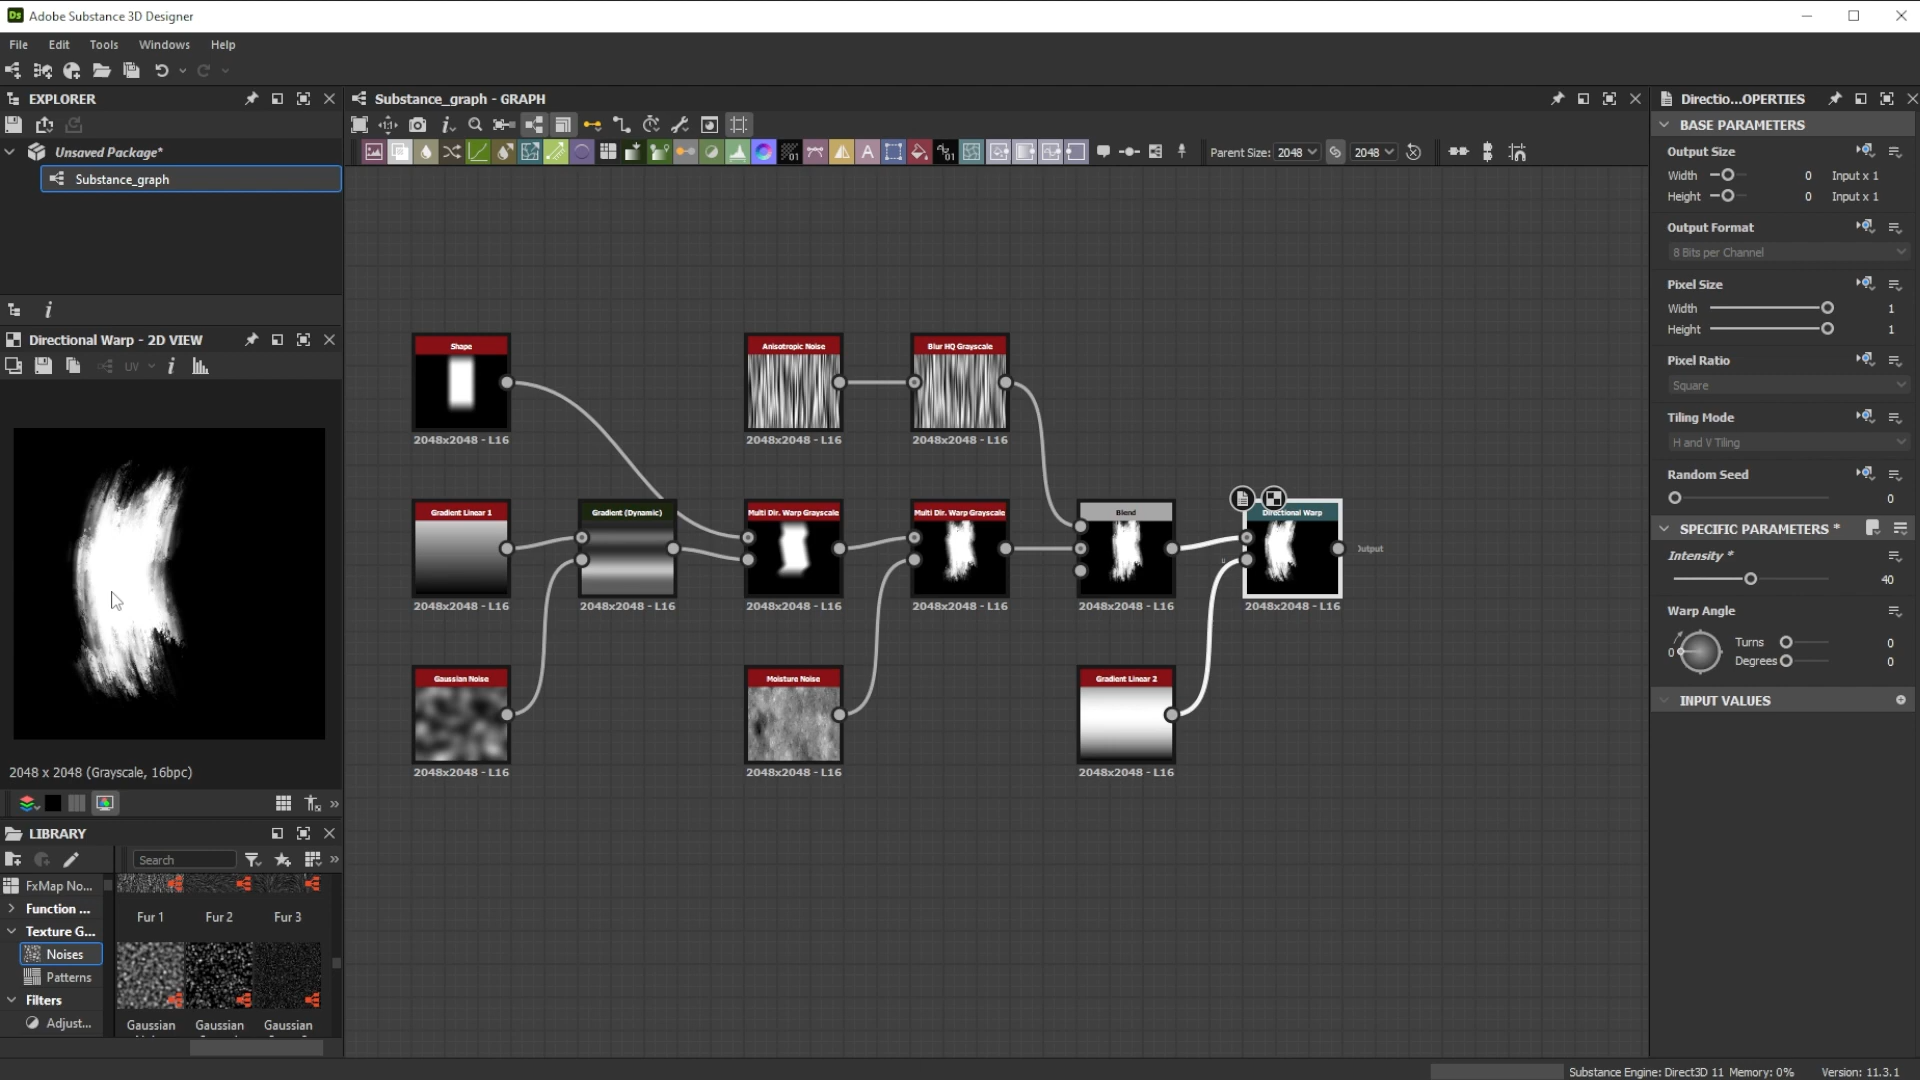 Adobe Substance 3D Designer
File Edit Tools Windows Help
EXPLORER
Unsaved Package*
Substance_graph
Directional Warp - 2D VIEW
UV
2048 x 2048 (Grayscale, 16bpc)
LIBRARY
Search
FxMap No...
Function ...
Texture G...
Noises
Patterns
Filters
Adjust...
Fur 1
Fur 2
Fur 3
Gaussian
Gaussian
Gaussian
Substance_graph - GRAPH
Parent Size: 2048 2048
Shape
2048x2048 - L16
Anisotropic Noise
2048x2048 - L16
Blur HQ Grayscale
2048x2048 - L16
Gradient Linear 1
2048x2048 - L16
Gradient (Dynamic)
2048x2048 - L16
Multi Dir. Warp Grayscale
2048x2048 - L16
Multi Dir. Warp Grayscale
2048x2048 - L16
Blend
2048x2048 - L16
Directional Warp
2048x2048 - L16
Output
Gaussian Noise
2048x2048 - L16
Moisture Noise
2048x2048 - L16
Gradient Linear 2
2048x2048 - L16
Directio...OPERTIES
BASE PARAMETERS
Output Size
Width 0 Input x 1
Height 0 Input x 1
Output Format
8 Bits per Channel
Pixel Size
Width 1
Height 1
Pixel Ratio
Square
Tiling Mode
H and V Tiling
Random Seed
0
SPECIFIC PARAMETERS *
Intensity *
40
Warp Angle
0
Turns 0
Degrees 0
INPUT VALUES
Substance Engine: Direct3D 11 Memory: 0% Version: 11.3.1